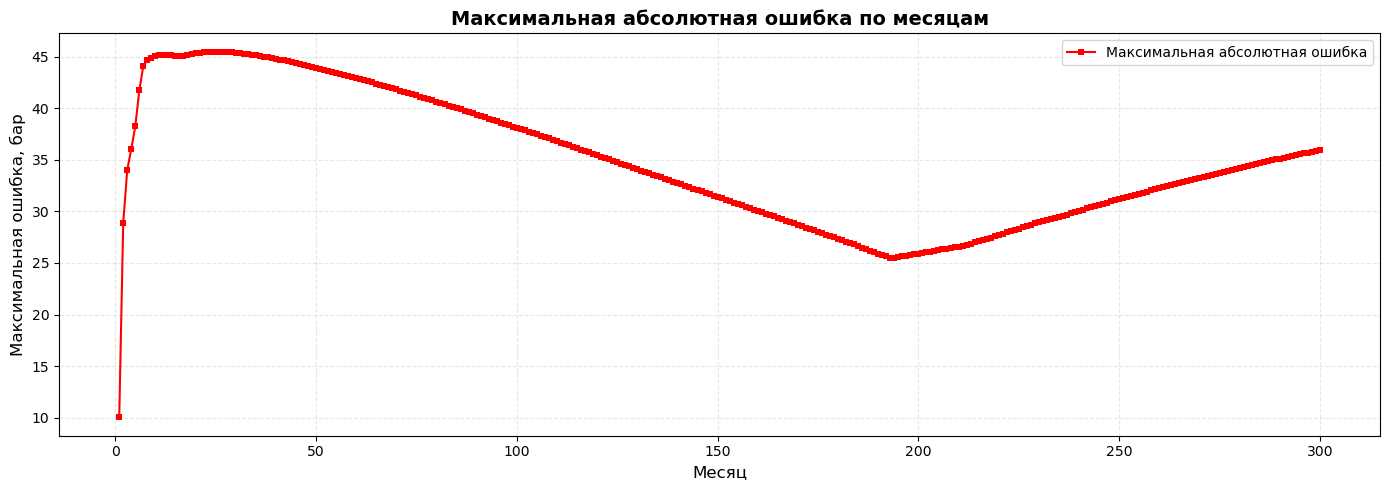 Максимальная абсолютная ошибка по месяцам
Максимальная абсолютная ошибка
Максимальная ошибка, бар
45
40
35
30
25
20
15
10
0 50 100 150 200 250 300
Месяц